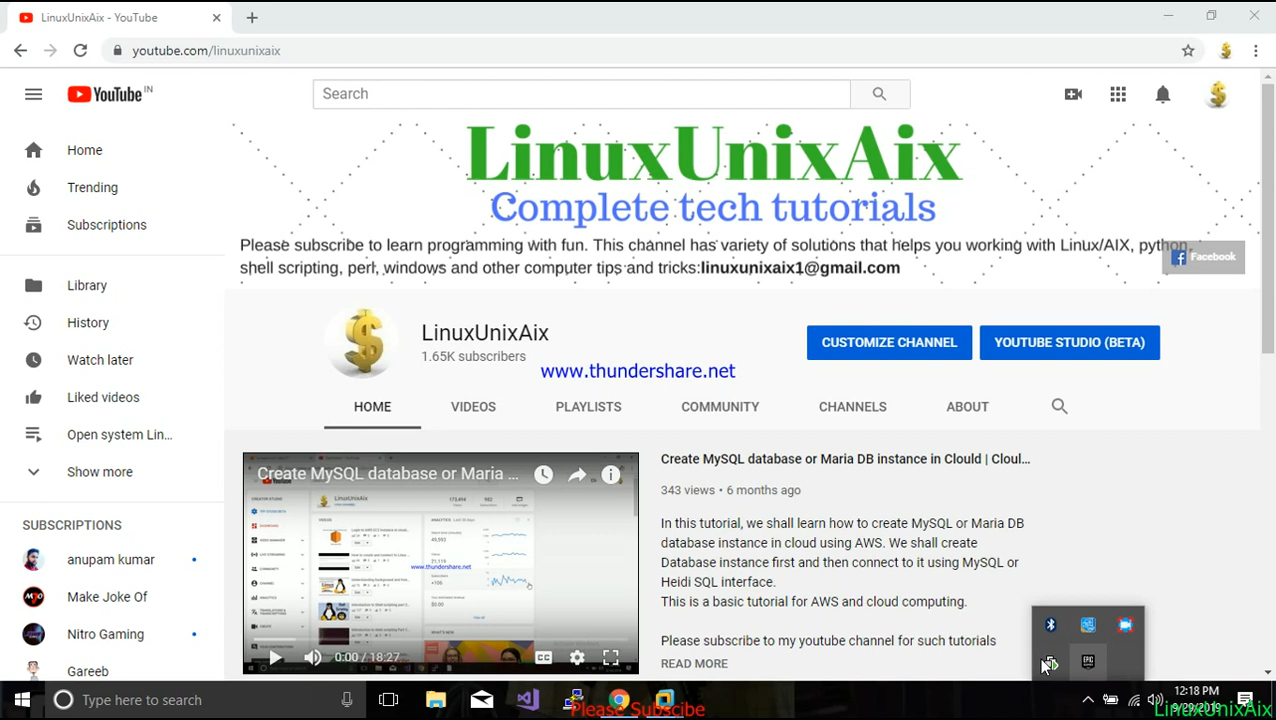 LinuxUnixAix - YouTube
youtube.com/linuxunixaix
YouTube IN
Search
Home
Trending
Subscriptions
Library
History
Watch later
Liked videos
Open system Lin...
Show more
SUBSCRIPTIONS
anupam kumar
Make Joke Of
Nitro Gaming
Garena
LinuxUnixAix
Complete tech tutorials
Please subscribe to learn programming with fun. This channel has variety of solutions that helps you working with Linux/AIX, python,
shell scripting, perl, windows and other computer tips and tricks:linuxunixaix1@gmail.com
Facebook
LinuxUnixAix
1.65K subscribers
CUSTOMIZE CHANNEL
YOUTUBE STUDIO (BETA)
www.thundershare.net
HOME
VIDEOS
PLAYLISTS
COMMUNITY
CHANNELS
ABOUT
Create MySQL database or Maria ...
LinuxUnixAix
www.thundershare.net
0:00 / 18:27
CC
Create MySQL database or Maria DB instance in Clould | Cloul...
343 views • 6 months ago
In this tutorial, we shall learn how to create MySQL or Maria DB
database instance in cloud using AWS. We shall create
Database instance first and then connect to it using MySQL or
Heidi SQL interface.
This is a basic tutorial for AWS and cloud computing.
Please subscribe to my youtube channel for such tutorials
READ MORE
EPIC
Type here to search
12:18 PM
Please Subscibe
LinuxUnixAix